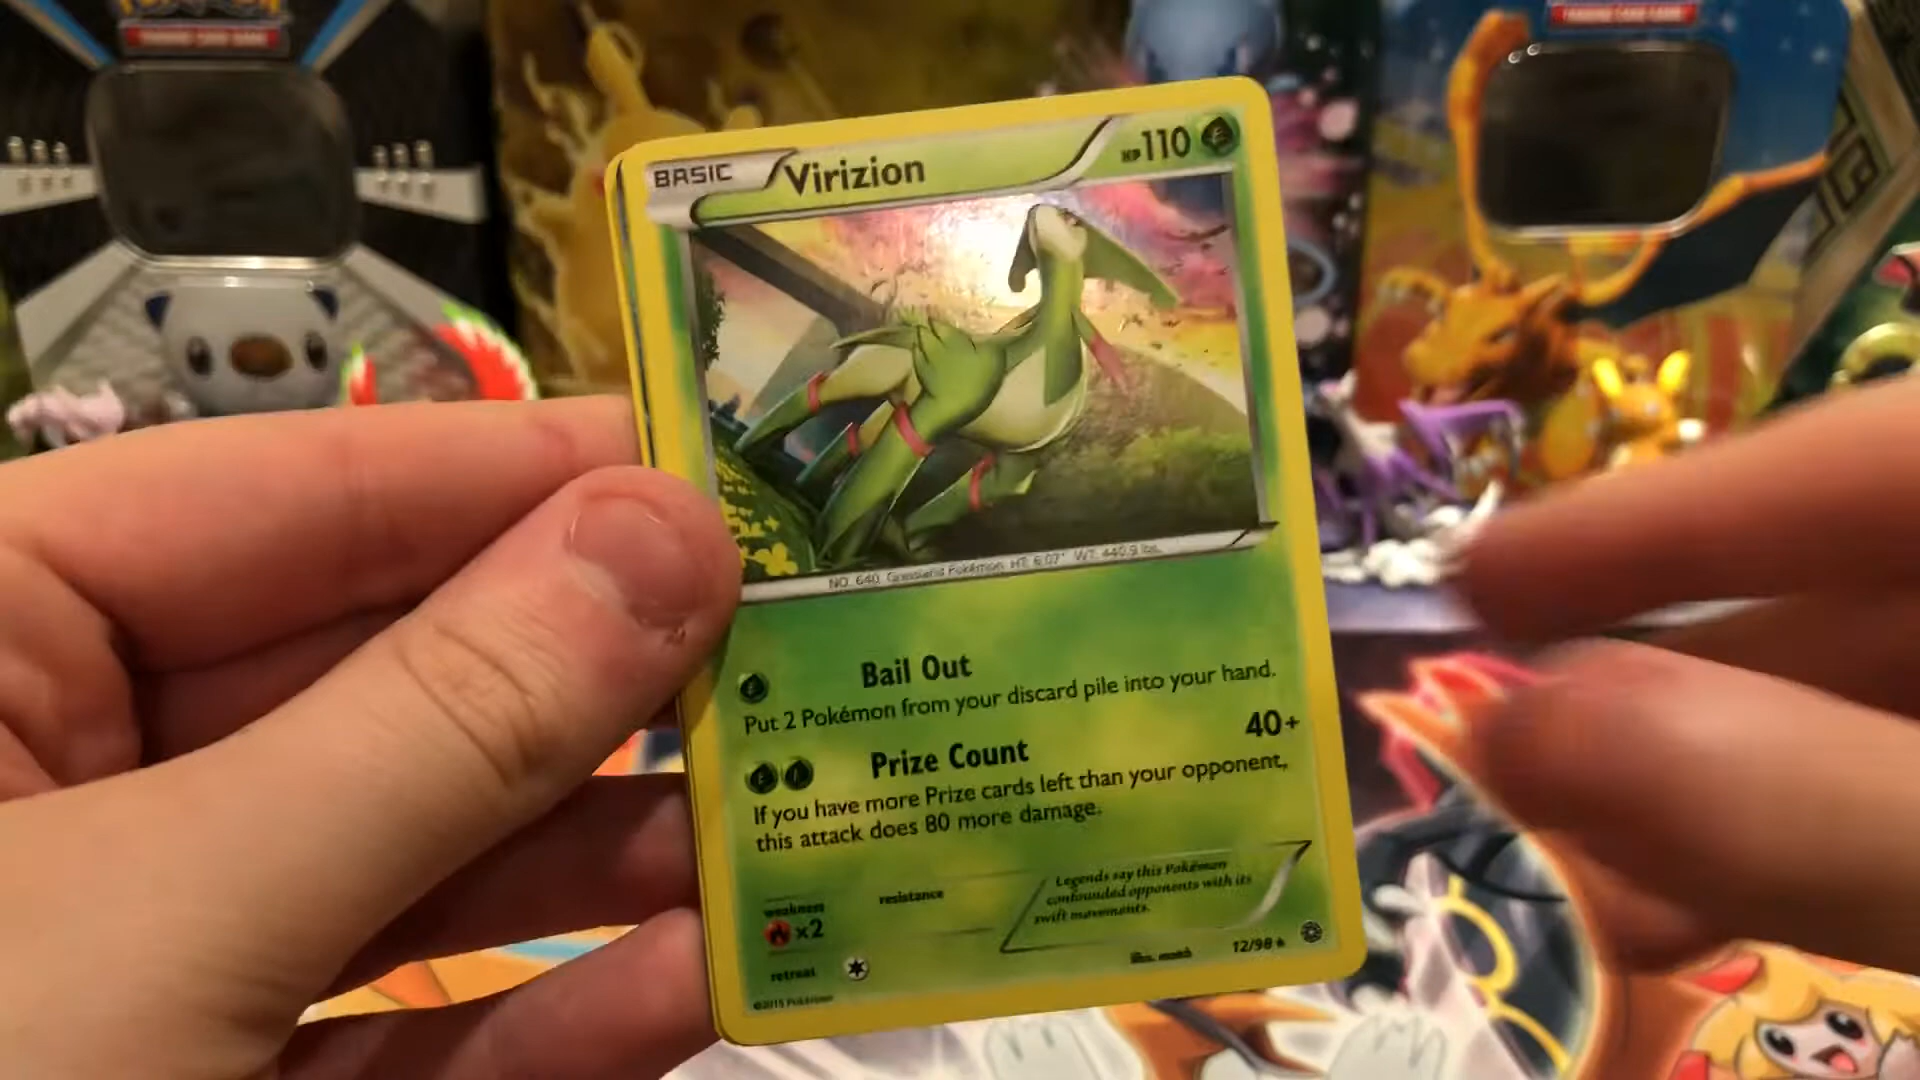 BASIC
Virizion
HP110
NO. 640 Grassland Pokémon HT: 6'07" WT: 440.9 lbs.
Bail Out
Put 2 Pokémon from your discard pile into your hand.
Prize Count
40+
If you have more Prize cards left than your opponent,
this attack does 80 more damage.
weakness
×2
resistance
retreat
Legends say this Pokémon
confounded opponents with its
swift movements.
12/98
©2015 Pokémon
TRADING CARD GAME